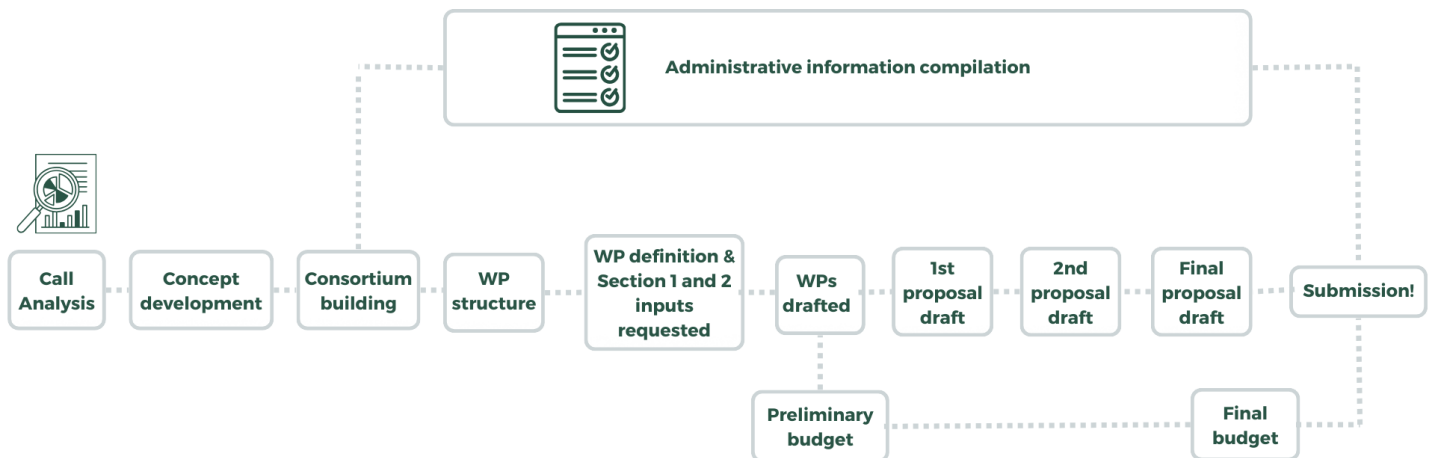 Administrative information compilation
Call
Analysis
Concept
development
Consortium
building
WP
structure
WP definition &
Section 1 and 2
inputs
requested
WPs
drafted
1st
proposal
draft
2nd
proposal
draft
Final
proposal
draft
Submission!
Preliminary
budget
Final
budget